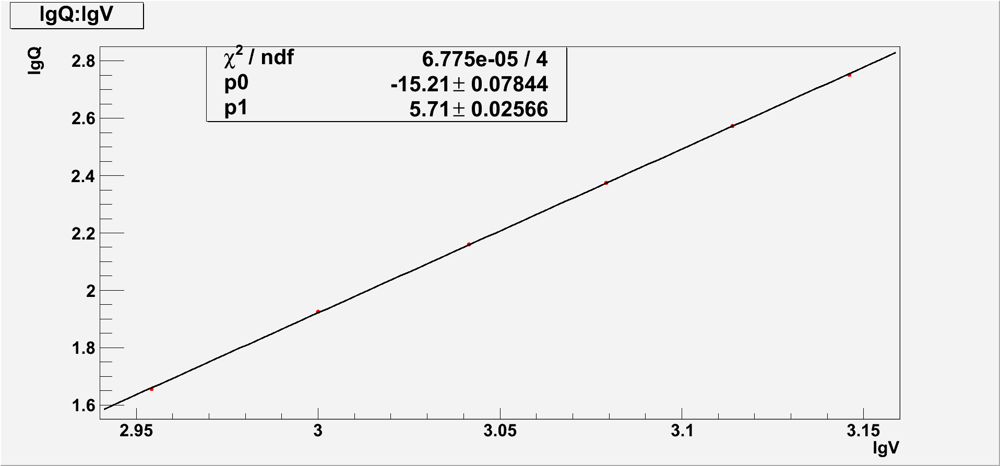 lgQ:lgV
lgQ
χ² / ndf 6.775e-05 / 4
p0 -15.21 ± 0.07844
p1 5.71 ± 0.02566
2.8
2.6
2.4
2.2
2
1.8
1.6
2.95 3 3.05 3.1 3.15
lgV